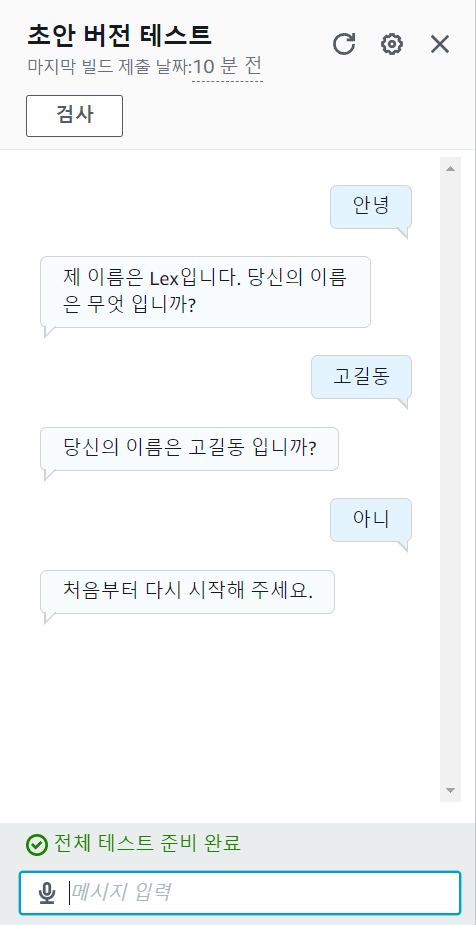 초안 버전 테스트
마지막 빌드 제출 날짜:10 분 전
검사
안녕
제 이름은 Lex입니다. 당신의 이름
은 무엇 입니까?
고길동
당신의 이름은 고길동 입니까?
아니
처음부터 다시 시작해 주세요.
전체 테스트 준비 완료
메시지 입력